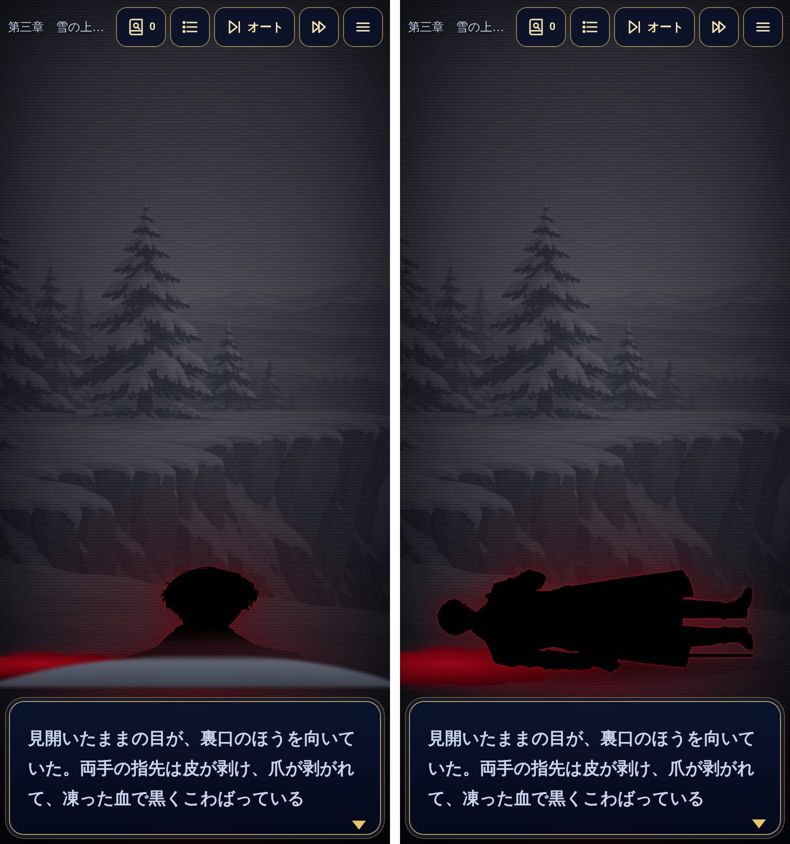 第三章　雪の上… 0 オート
見開いたままの目が、裏口のほうを向いて
いた。両手の指先は皮が剥け、爪が剥がれ
て、凍った血で黒くこわばっている
第三章　雪の上… 0 オート
見開いたままの目が、裏口のほうを向いて
いた。両手の指先は皮が剥け、爪が剥がれ
て、凍った血で黒くこわばっている